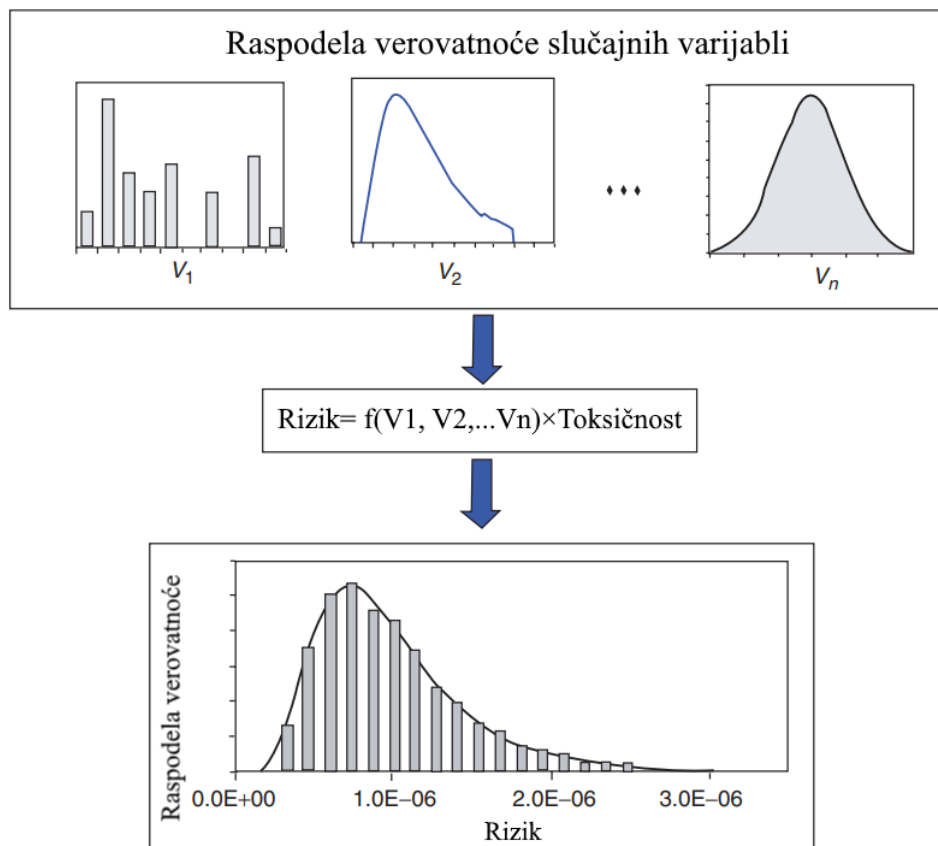 Raspodela verovatnoće slučajnih varijabli
V1
V2
Vn
Rizik= f(V1, V2,...Vn)×Toksičnost
Raspodela verovatnoće
0.0E+00
1.0E−06
2.0E−06
3.0E−06
Rizik